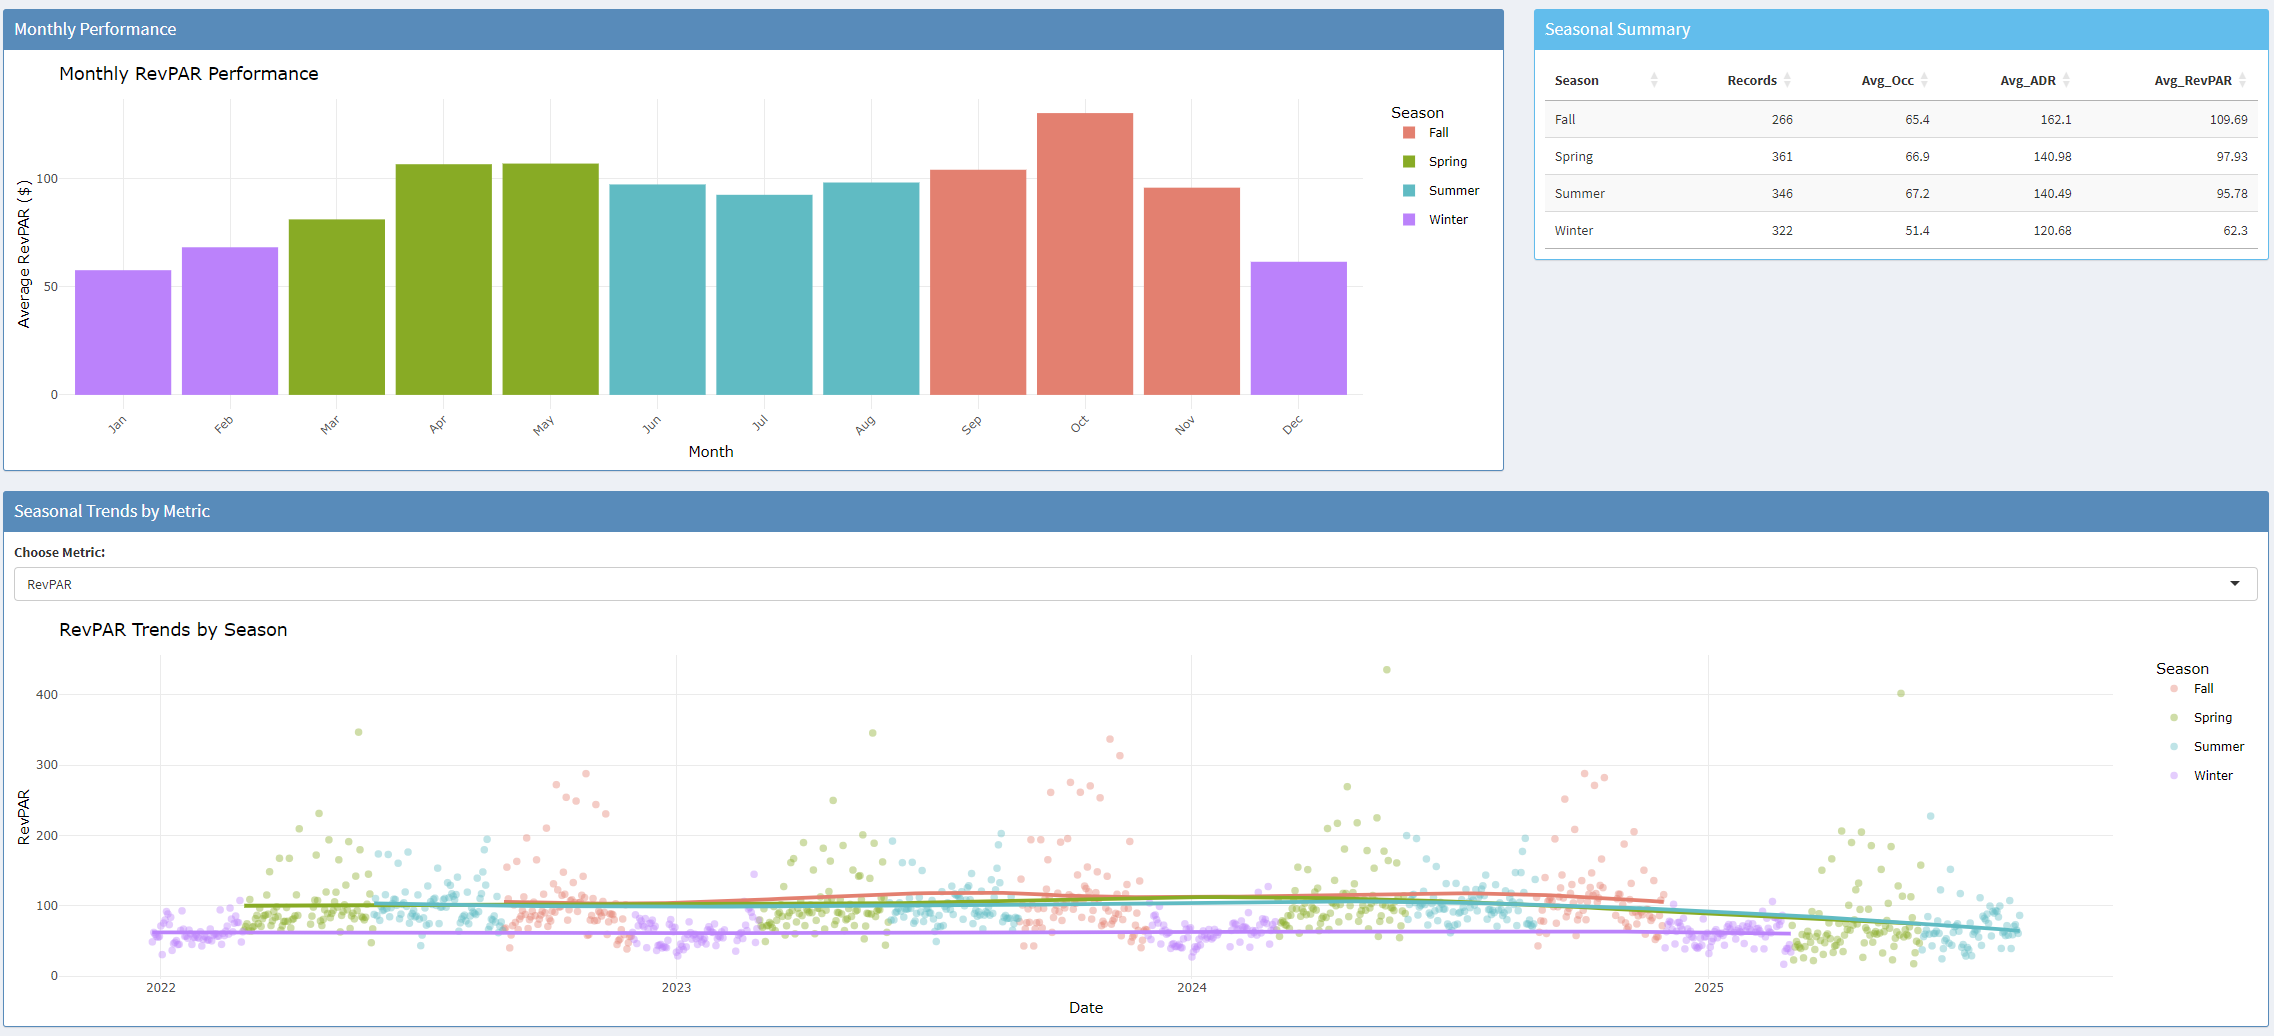 Monthly Performance
Monthly RevPAR Performance
Average RevPAR ($)
100
50
0
Jan Feb Mar Apr May Jun Jul Aug Sep Oct Nov Dec
Month
Season
Fall
Spring
Summer
Winter
Seasonal Summary
Season Records Avg_Occ Avg_ADR Avg_RevPAR
Fall 266 65.4 162.1 109.69
Spring 361 66.9 140.98 97.93
Summer 346 67.2 140.49 95.78
Winter 322 51.4 120.68 62.3
Seasonal Trends by Metric
Choose Metric:
RevPAR
RevPAR Trends by Season
RevPAR
400
300
200
100
0
2022 2023 2024 2025
Date
Season
Fall
Spring
Summer
Winter